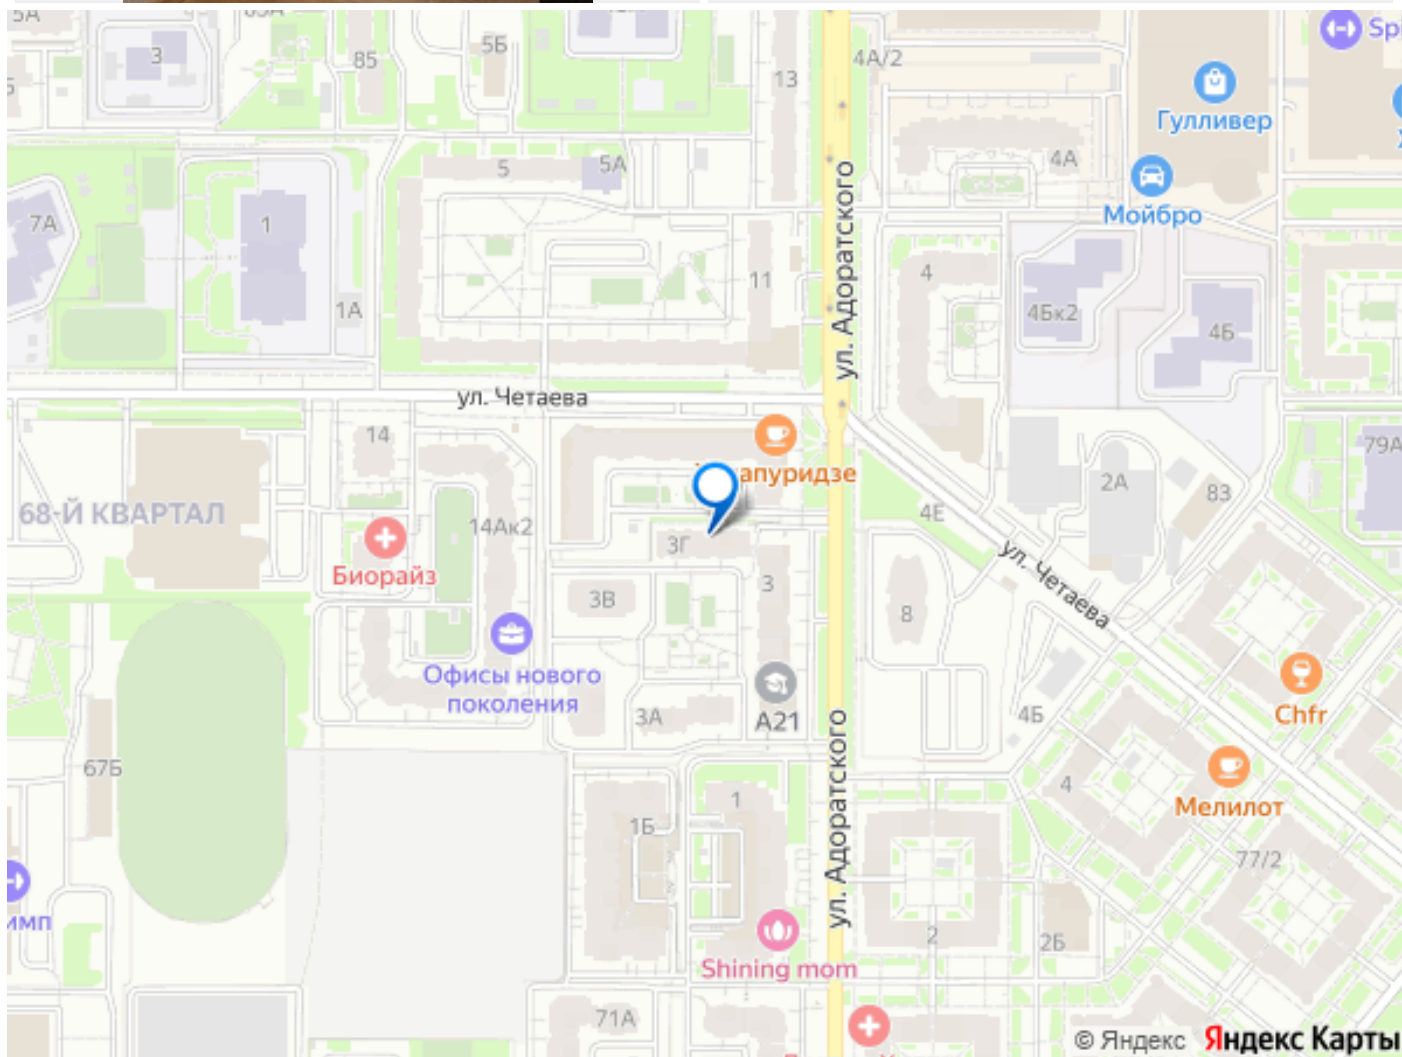 5А
3
85
5Б
13
4А/2
Гулливер
5
5А
4А
Мойбро
7А
1
1А
11
4
4Бк2
4Б
ул. Адоратского
ул. Четаева
14
79А
68-Й КВАРТАЛ
14Ак2
апуридзе
2А
83
4Е
3Г
Биорайз
3В
3
8
ул. Четаева
Офисы нового
поколения
3А
А21
4Б
Chfr
67Б
1
1Б
4
Мелилот
ул. Адоратского
77/2
имп
2
2Б
Shining mom
71А
© Яндекс Яндекс Карты